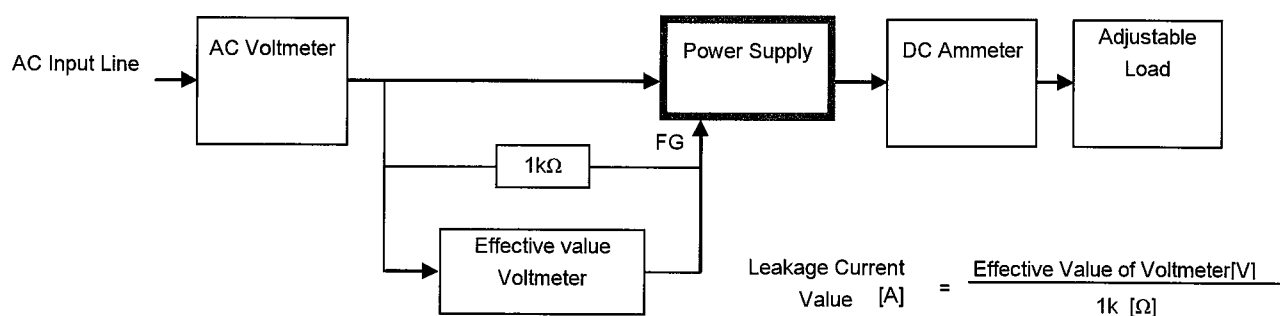 AC Input Line
AC Voltmeter
Power Supply
DC Ammeter
Adjustable
Load
FG
1kΩ
Effective value
Voltmeter
Leakage Current
Value [A]
=
Effective Value of Voltmeter[V]
1k [Ω]